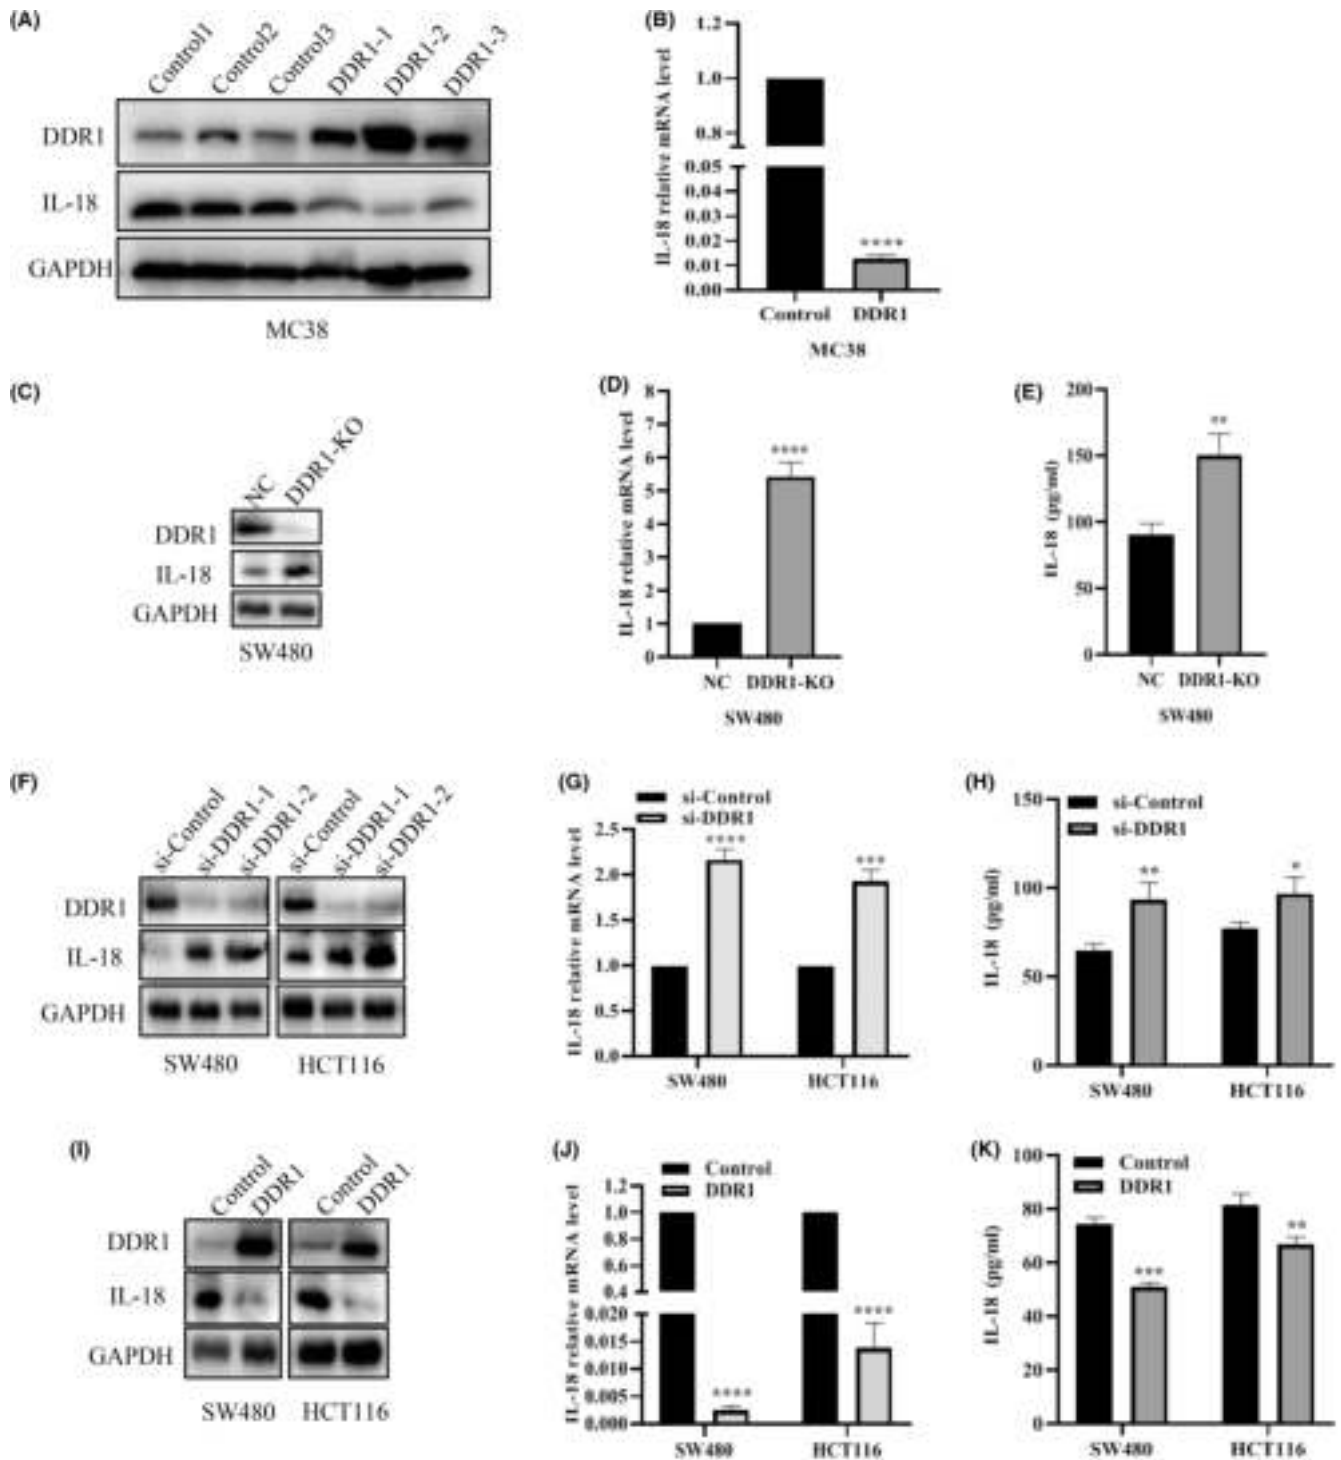 (A)
Control1 Control2 Control3 DDR1-1 DDR1-2 DDR1-3
DDR1
IL-18
GAPDH
MC38
(B)
IL-18 relative mRNA level
1.2
1.0
0.8
0.05
0.04
0.03
0.02
0.01
0.00
****
Control DDR1
MC38
(C)
NC DDR1-KO
DDR1
IL-18
GAPDH
SW480
(D)
IL-18 relative mRNA level
8
7
6
5
4
3
2
1
0
****
NC DDR1-KO
SW480
(E)
IL-18 (pg/ml)
200
150
100
50
0
**
NC DDR1-KO
SW480
(F)
si-Control si-DDR1-1 si-DDR1-2 si-Control si-DDR1-1 si-DDR1-2
DDR1
IL-18
GAPDH
SW480 HCT116
(G)
si-Control
si-DDR1
IL-18 relative mRNA level
2.5
2.0
1.5
1.0
0.5
0.0
**** ***
SW480 HCT116
(H)
si-Control
si-DDR1
IL-18 (pg/ml)
150
100
50
0
** *
SW480 HCT116
(I)
Control DDR1 Control DDR1
DDR1
IL-18
GAPDH
SW480 HCT116
(J)
Control
DDR1
IL-18 relative mRNA level
1.2
1.0
0.8
0.6
0.4
0.020
0.015
0.010
0.005
0.000
**** ****
SW480 HCT116
(K)
Control
DDR1
IL-18 (pg/ml)
100
80
60
40
20
0
*** **
SW480 HCT116